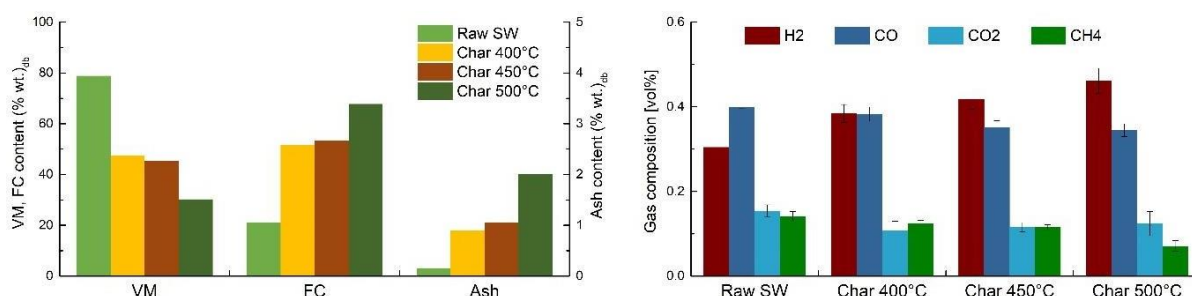 VM, FC content (% wt.)db
100
80
60
40
20
0
Raw SW
Char 400°C
Char 450°C
Char 500°C
5
4
3
2
1
0
Ash content (% wt.)db
VM FC Ash
Gas composition [vol%]
0.6
0.4
0.2
0.0
H2 CO CO2 CH4
Raw SW Char 400°C Char 450°C Char 500°C